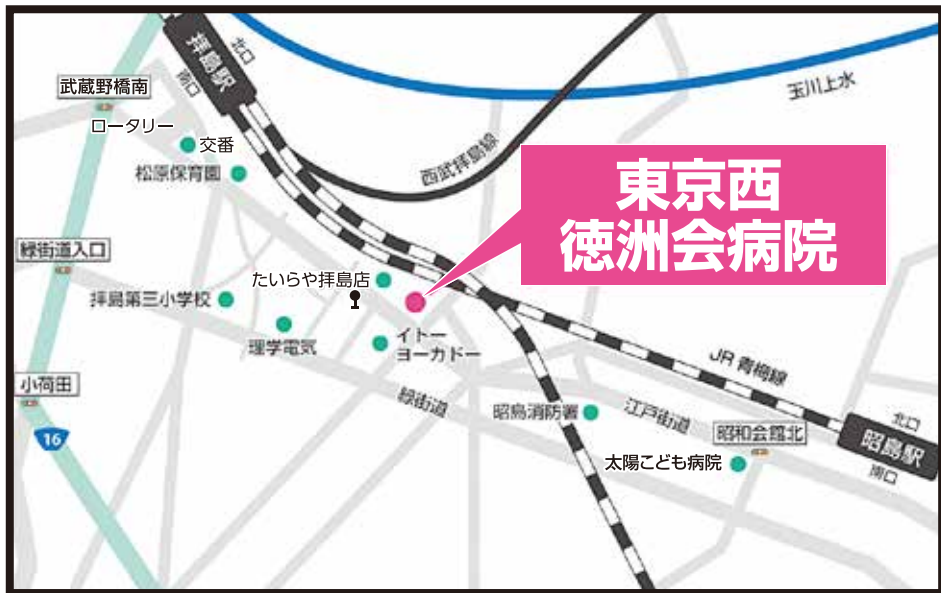 拝島駅
北口
南口
武蔵野橋南
ロータリー
交番
松原保育園
西武拝島線
玉川上水
東京西
徳洲会病院
緑街道入口
たいらや拝島店
拝島第三小学校
理学電気
イトー
ヨーカドー
JR青梅線
小荷田
16
緑街道
昭島消防署
江戸街道
昭和会館北
太陽こども病院
北口
昭島駅
南口